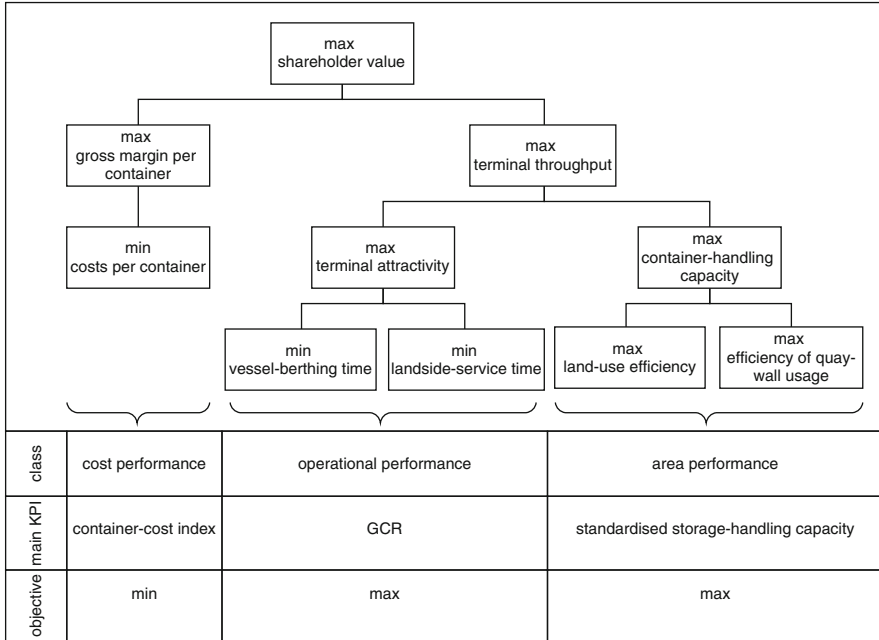 max
shareholder value
max
gross margin per
container
max
terminal throughput
min
costs per container
max
terminal attractivity
max
container-handling
capacity
min
vessel-berthing time
min
landside-service time
max
land-use efficiency
max
efficiency of quay-
wall usage
class
cost performance
operational performance
area performance
main KPI
container-cost index
GCR
standardised storage-handling capacity
objective
min
max
max